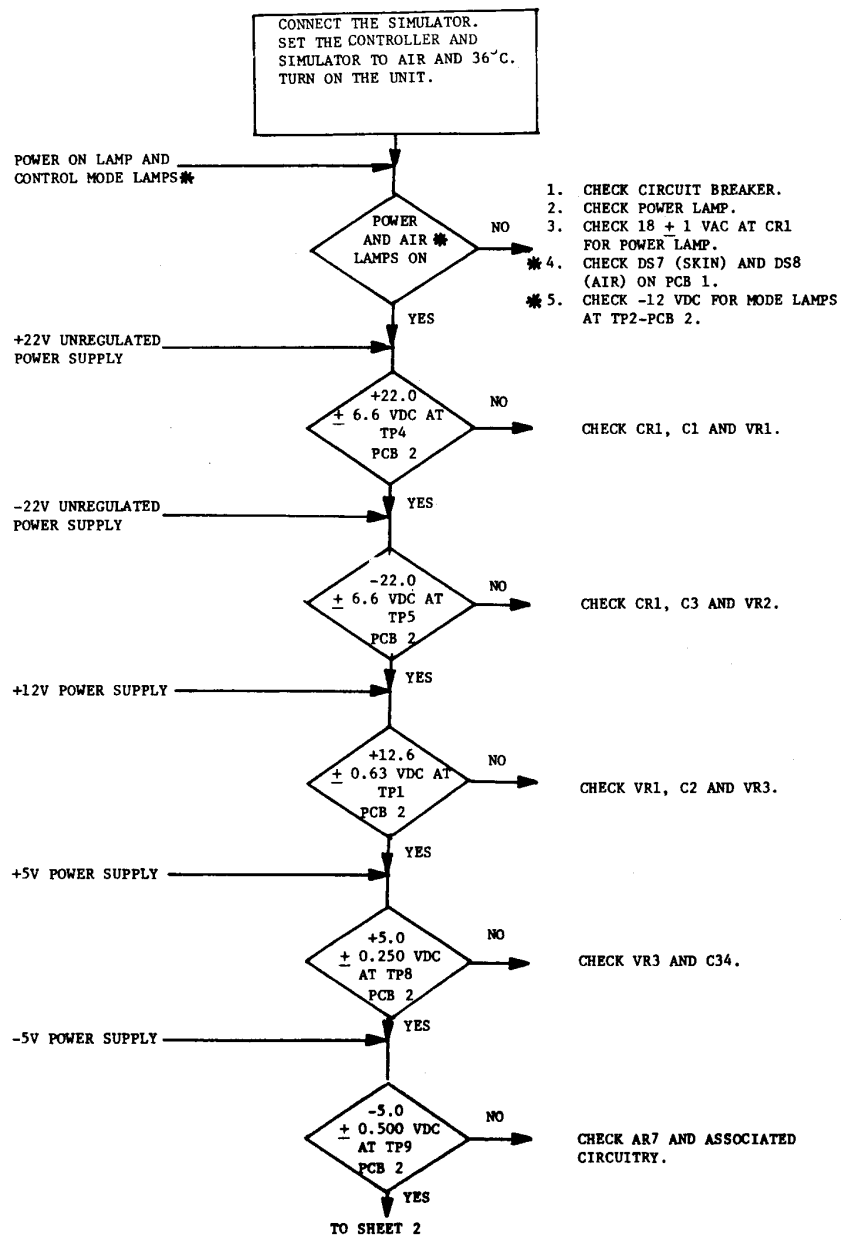 CONNECT THE SIMULATOR.
SET THE CONTROLLER AND
SIMULATOR TO AIR AND 36°C.
TURN ON THE UNIT.
POWER ON LAMP AND
CONTROL MODE LAMPS*
POWER
AND AIR *
LAMPS ON
NO
1. CHECK CIRCUIT BREAKER.
2. CHECK POWER LAMP.
3. CHECK 18 ± 1 VAC AT CR1
FOR POWER LAMP.
*4. CHECK DS7 (SKIN) AND DS8
(AIR) ON PCB 1.
*5. CHECK -12 VDC FOR MODE LAMPS
AT TP2-PCB 2.
YES
+22V UNREGULATED
POWER SUPPLY
+22.0
± 6.6 VDC AT
TP4
PCB 2
NO
CHECK CR1, C1 AND VR1.
YES
-22V UNREGULATED
POWER SUPPLY
-22.0
± 6.6 VDC AT
TP5
PCB 2
NO
CHECK CR1, C3 AND VR2.
YES
+12V POWER SUPPLY
+12.6
± 0.63 VDC AT
TP1
PCB 2
NO
CHECK VR1, C2 AND VR3.
YES
+5V POWER SUPPLY
+5.0
± 0.250 VDC
AT TP8
PCB 2
NO
CHECK VR3 AND C34.
YES
-5V POWER SUPPLY
-5.0
± 0.500 VDC
AT TP9
PCB 2
NO
CHECK AR7 AND ASSOCIATED
CIRCUITRY.
YES
TO SHEET 2